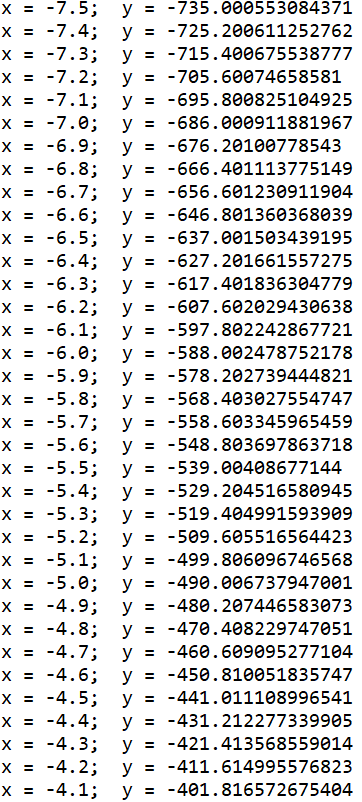 x = -7.5;  y = -735.000553084371
x = -7.4;  y = -725.200611252762
x = -7.3;  y = -715.400675538777
x = -7.2;  y = -705.60074658581
x = -7.1;  y = -695.800825104925
x = -7.0;  y = -686.000911881967
x = -6.9;  y = -676.20100778543
x = -6.8;  y = -666.401113775149
x = -6.7;  y = -656.601230911904
x = -6.6;  y = -646.801360368039
x = -6.5;  y = -637.001503439195
x = -6.4;  y = -627.201661557275
x = -6.3;  y = -617.401836304779
x = -6.2;  y = -607.602029430638
x = -6.1;  y = -597.802242867721
x = -6.0;  y = -588.002478752178
x = -5.9;  y = -578.202739444821
x = -5.8;  y = -568.403027554747
x = -5.7;  y = -558.603345965459
x = -5.6;  y = -548.803697863718
x = -5.5;  y = -539.00408677144
x = -5.4;  y = -529.204516580945
x = -5.3;  y = -519.404991593909
x = -5.2;  y = -509.605516564423
x = -5.1;  y = -499.806096746568
x = -5.0;  y = -490.006737947001
x = -4.9;  y = -480.207446583073
x = -4.8;  y = -470.408229747051
x = -4.7;  y = -460.609095277104
x = -4.6;  y = -450.810051835747
x = -4.5;  y = -441.011108996541
x = -4.4;  y = -431.212277339905
x = -4.3;  y = -421.413568559014
x = -4.2;  y = -411.614995576823
x = -4.1;  y = -401.816572675404